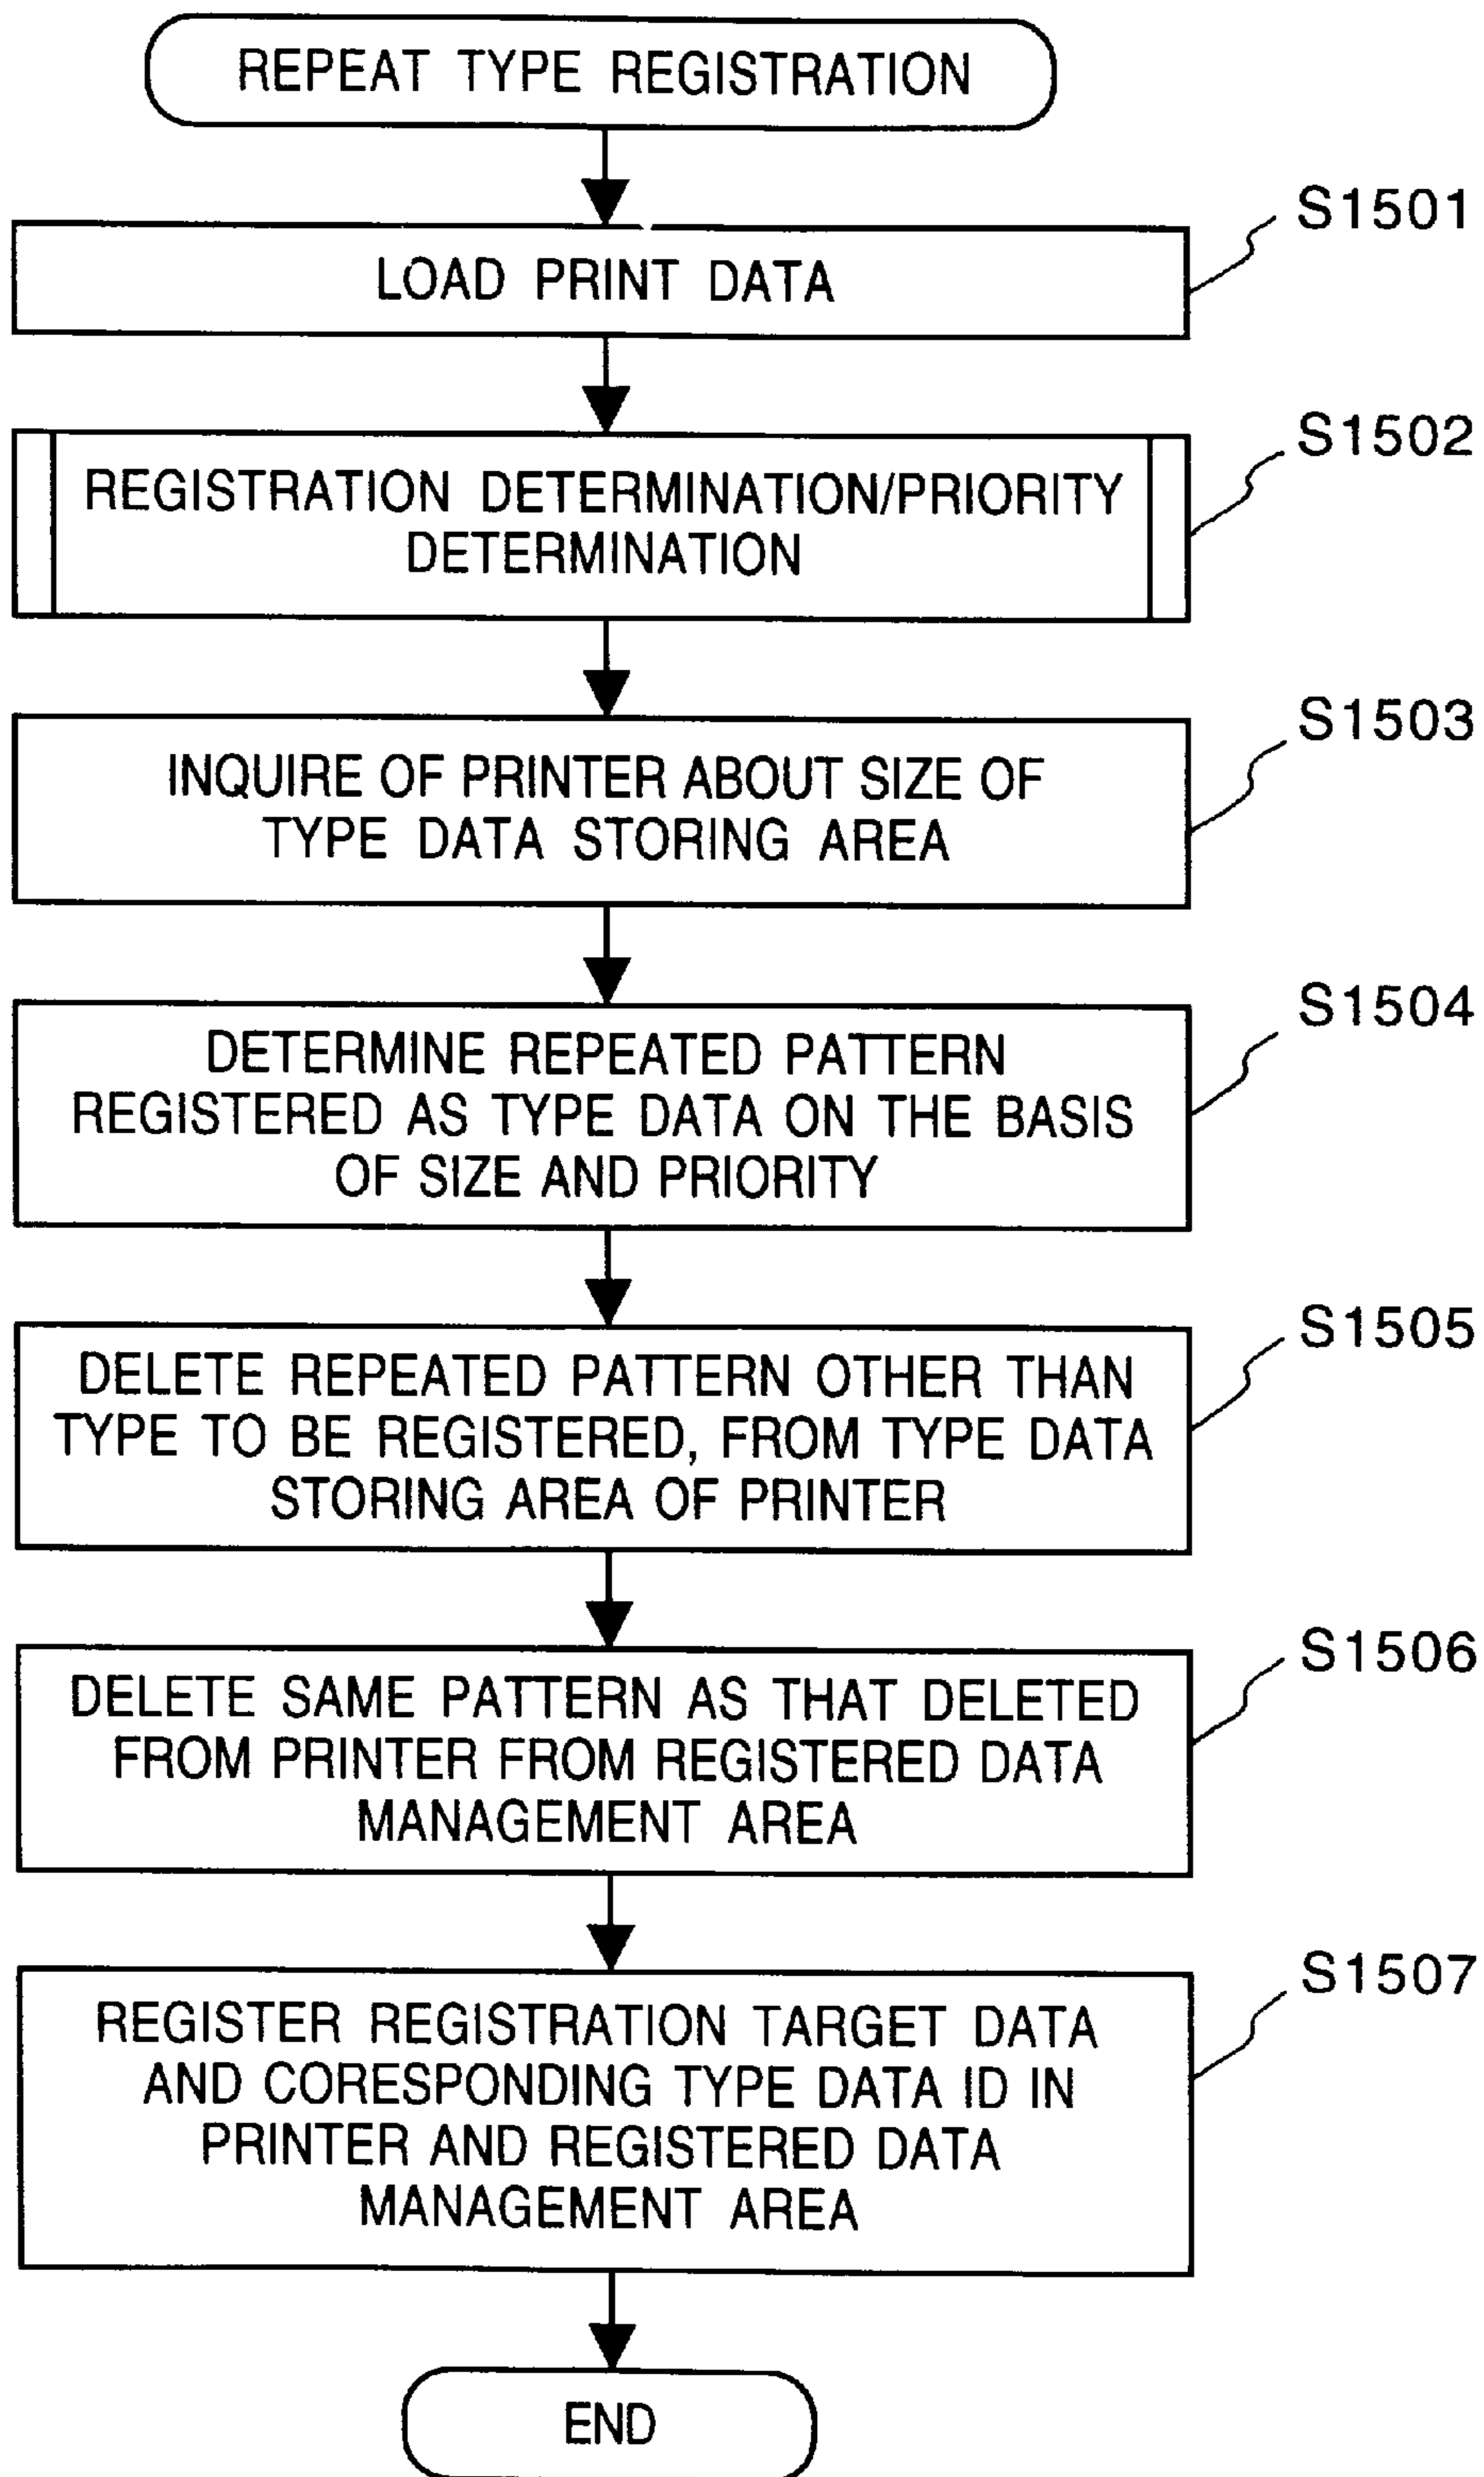 REPEAT TYPE REGISTRATION
S1501
LOAD PRINT DATA
S1502
REGISTRATION DETERMINATION/PRIORITY
DETERMINATION
S1503
INQUIRE OF PRINTER ABOUT SIZE OF
TYPE DATA STORING AREA
S1504
DETERMINE REPEATED PATTERN
REGISTERED AS TYPE DATA ON THE BASIS
OF SIZE AND PRIORITY
S1505
DELETE REPEATED PATTERN OTHER THAN
TYPE TO BE REGISTERED, FROM TYPE DATA
STORING AREA OF PRINTER
S1506
DELETE SAME PATTERN AS THAT DELETED
FROM PRINTER FROM REGISTERED DATA
MANAGEMENT AREA
S1507
REGISTER REGISTRATION TARGET DATA
AND CORESPONDING TYPE DATA ID IN
PRINTER AND REGISTERED DATA
MANAGEMENT AREA
END